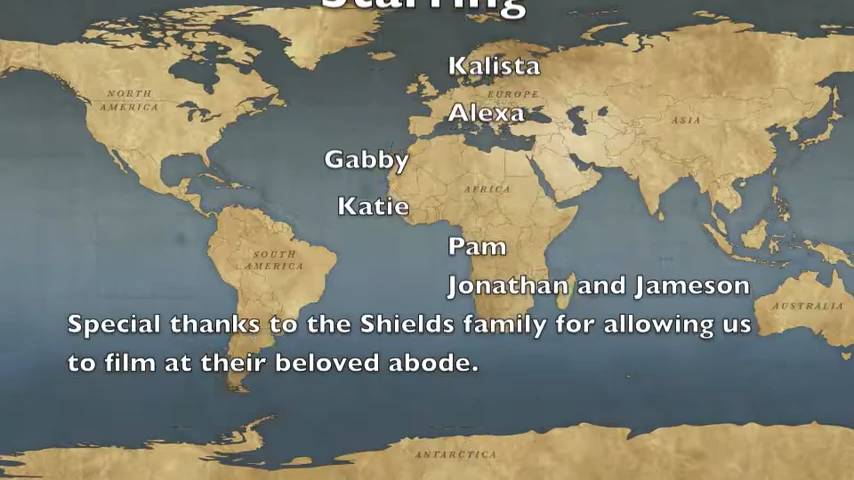 Starring
Kalista
NORTH
AMERICA
EUROPE
Alexa
ASIA
Gabby
AFRICA
Katie
Pam
SOUTH
AMERICA
Jonathan and Jameson
AUSTRALIA
Special thanks to the Shields family for allowing us
to film at their beloved abode.
ANTARCTICA